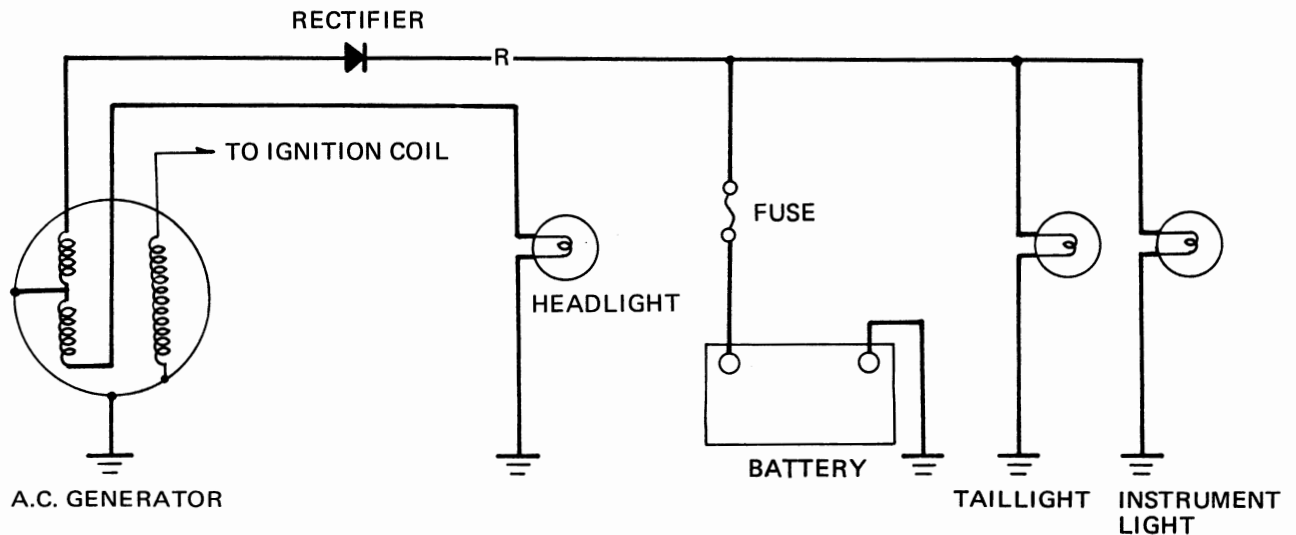 RECTIFIER
R
TO IGNITION COIL
FUSE
HEADLIGHT
BATTERY
A.C. GENERATOR
TAILLIGHT
INSTRUMENT
LIGHT